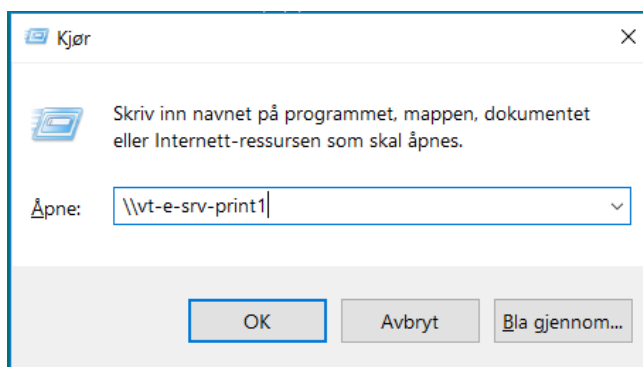 Kjør
Skriv inn navnet på programmet, mappen, dokumentet
eller Internett-ressursen som skal åpnes.
Åpne: \\vt-e-srv-print1
OK Avbryt Bla gjennom...